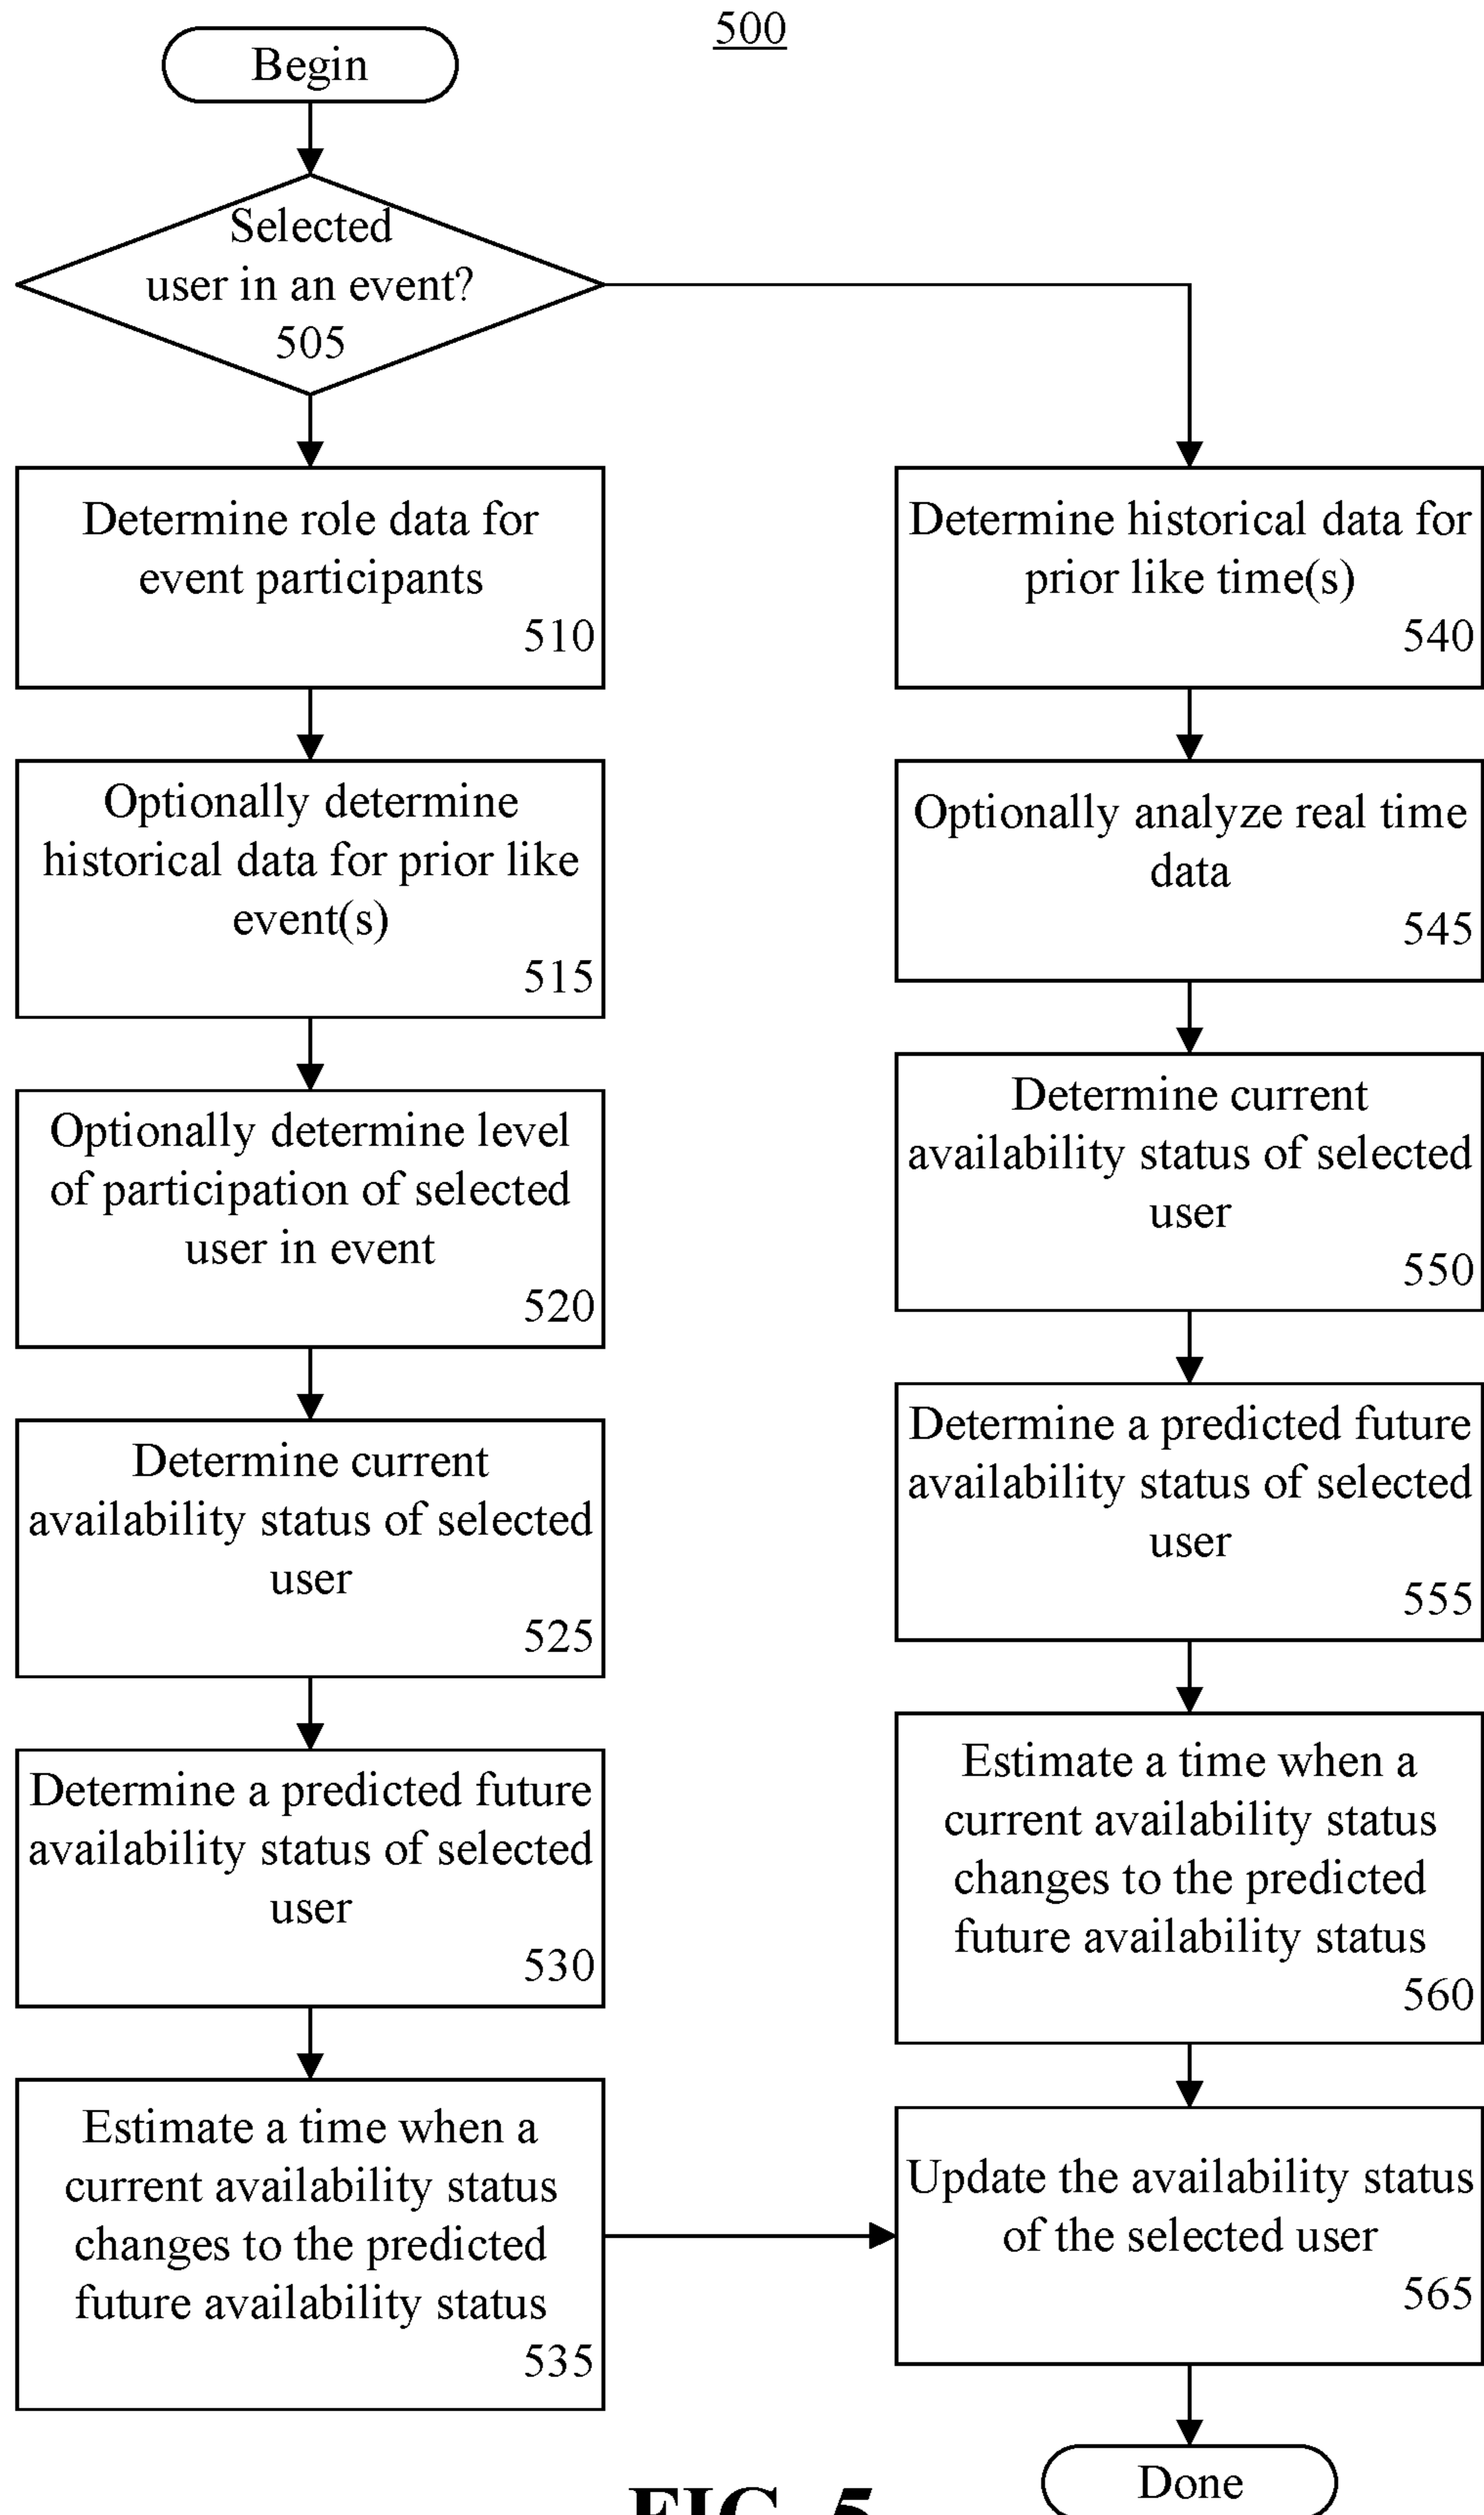 500
Begin
Selected
user in an event?
505
Determine role data for
event participants
510
Optionally determine
historical data for prior like
event(s)
515
Optionally determine level
of participation of selected
user in event
520
Determine current
availability status of selected
user
525
Determine a predicted future
availability status of selected
user
530
Estimate a time when a
current availability status
changes to the predicted
future availability status
535
Determine historical data for
prior like time(s)
540
Optionally analyze real time
data
545
Determine current
availability status of selected
user
550
Determine a predicted future
availability status of selected
user
555
Estimate a time when a
current availability status
changes to the predicted
future availability status
560
Update the availability status
of the selected user
565
Done
FIG. 5